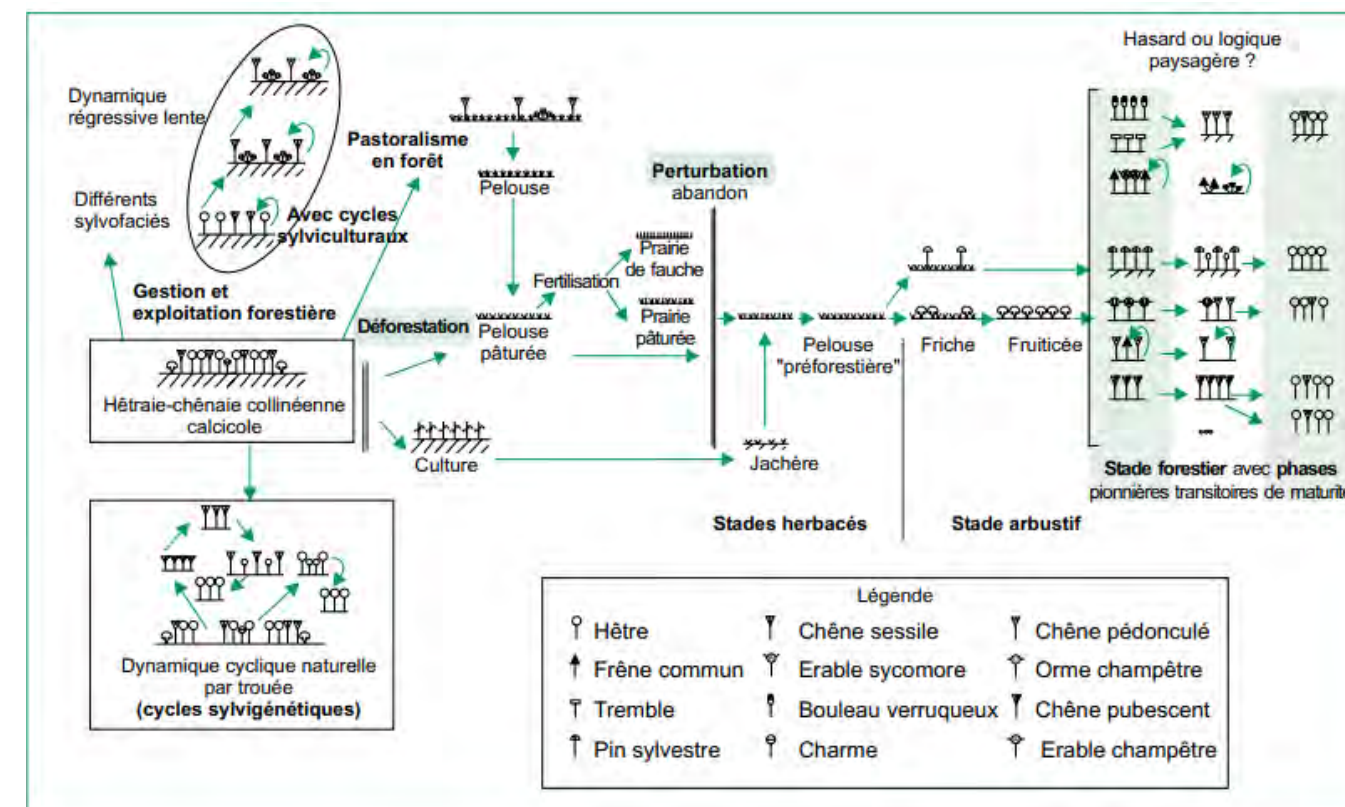 Hasard ou logique
paysagère ?
Dynamique
régressive lente
Pastoralisme
en forêt
Perturbation
abandon
Pelouse
Différents
sylvofaciés
Avec cycles
sylviculturaux
Prairie
de fauche
Fertilisation
Gestion et
exploitation forestière
Déforestation
Pelouse
pâturée
Prairie
pâturée
Pelouse
"préforestière"
Friche
Fruiticée
Hêtraie-chênaie collinéenne
calcicole
Culture
Jachère
Stade forestier avec phases
pionnières transitoires de maturité
Stades herbacés
Stade arbustif
Dynamique cyclique naturelle
par trouée
(cycles sylvigénétiques)
Légende
Hêtre
Chêne sessile
Chêne pédonculé
Frêne commun
Erable sycomore
Orme champêtre
Tremble
Bouleau verruqueux
Chêne pubescent
Pin sylvestre
Charme
Erable champêtre